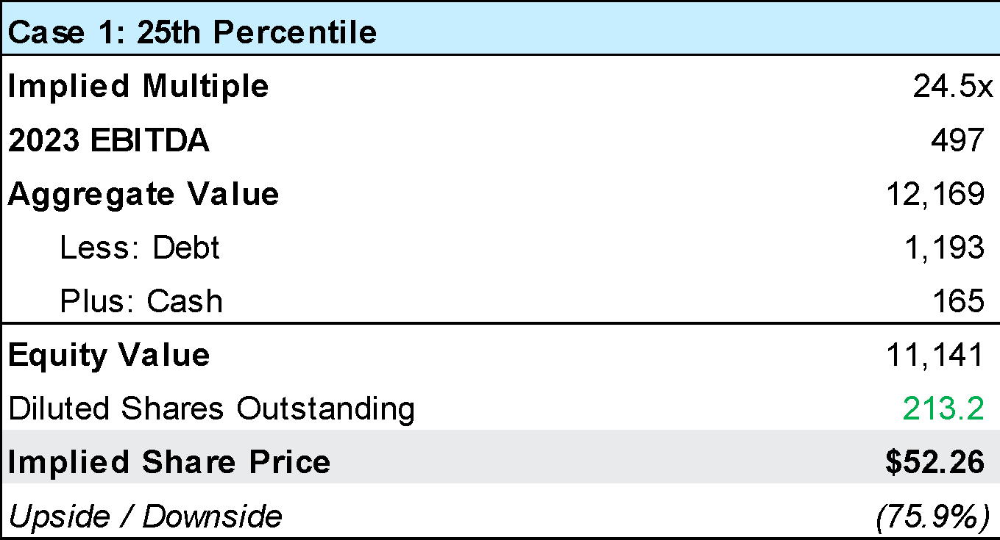 Case 1: 25th Percentile
Implied Multiple 24.5x
2023 EBITDA 497
Aggregate Value 12,169
Less: Debt 1,193
Plus: Cash 165
Equity Value 11,141
Diluted Shares Outstanding 213.2
Implied Share Price $52.26
Upside / Downside (75.9%)